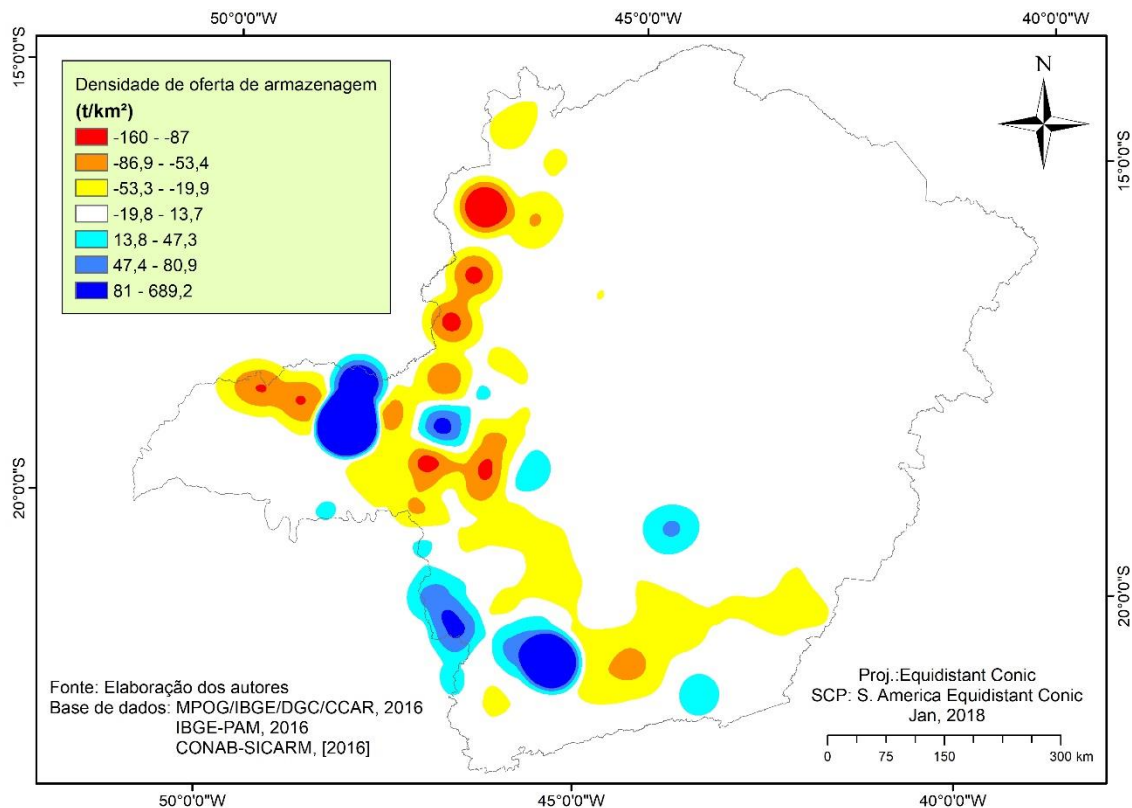 50°0'0"W
45°0'0"W
40°0'0"W
15°0'0"S
N
Densidade de oferta de armazenagem
(t/km²)
-160 - -87
-86,9 - -53,4
-53,3 - -19,9
-19,8 - 13,7
13,8 - 47,3
47,4 - 80,9
81 - 689,2
15°0'0"S
20°0'0"S
20°0'0"S
Fonte: Elaboração dos autores
Base de dados: MPOG/IBGE/DGC/CCAR, 2016
IBGE-PAM, 2016
CONAB-SICARM, [2016]
Proj.:Equidistant Conic
SCP: S. America Equidistant Conic
Jan, 2018
0 75 150 300 km
50°0'0"W
45°0'0"W
40°0'0"W